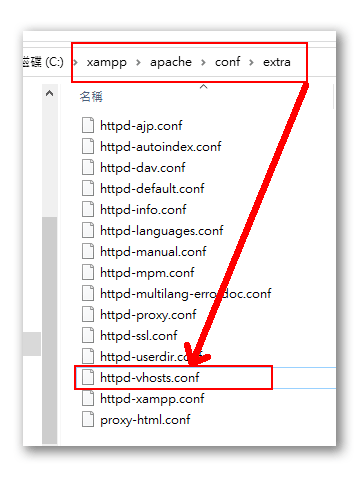 磁碟 (C:) > xampp > apache > conf > extra
名稱
httpd-ajp.conf
httpd-autoindex.conf
httpd-dav.conf
httpd-default.conf
httpd-info.conf
httpd-languages.conf
httpd-manual.conf
httpd-mpm.conf
httpd-multilang-errordoc.conf
httpd-proxy.conf
httpd-ssl.conf
httpd-userdir.conf
httpd-vhosts.conf
httpd-xampp.conf
proxy-html.conf